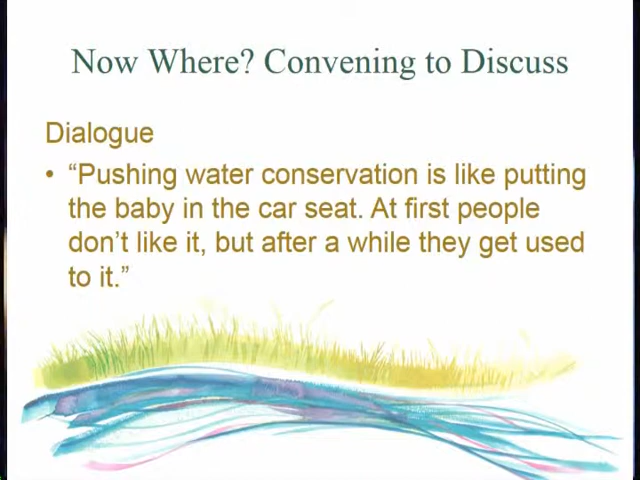 Now Where? Convening to Discuss
Dialogue
• “Pushing water conservation is like putting
the baby in the car seat. At first people
don’t like it, but after a while they get used
to it.”